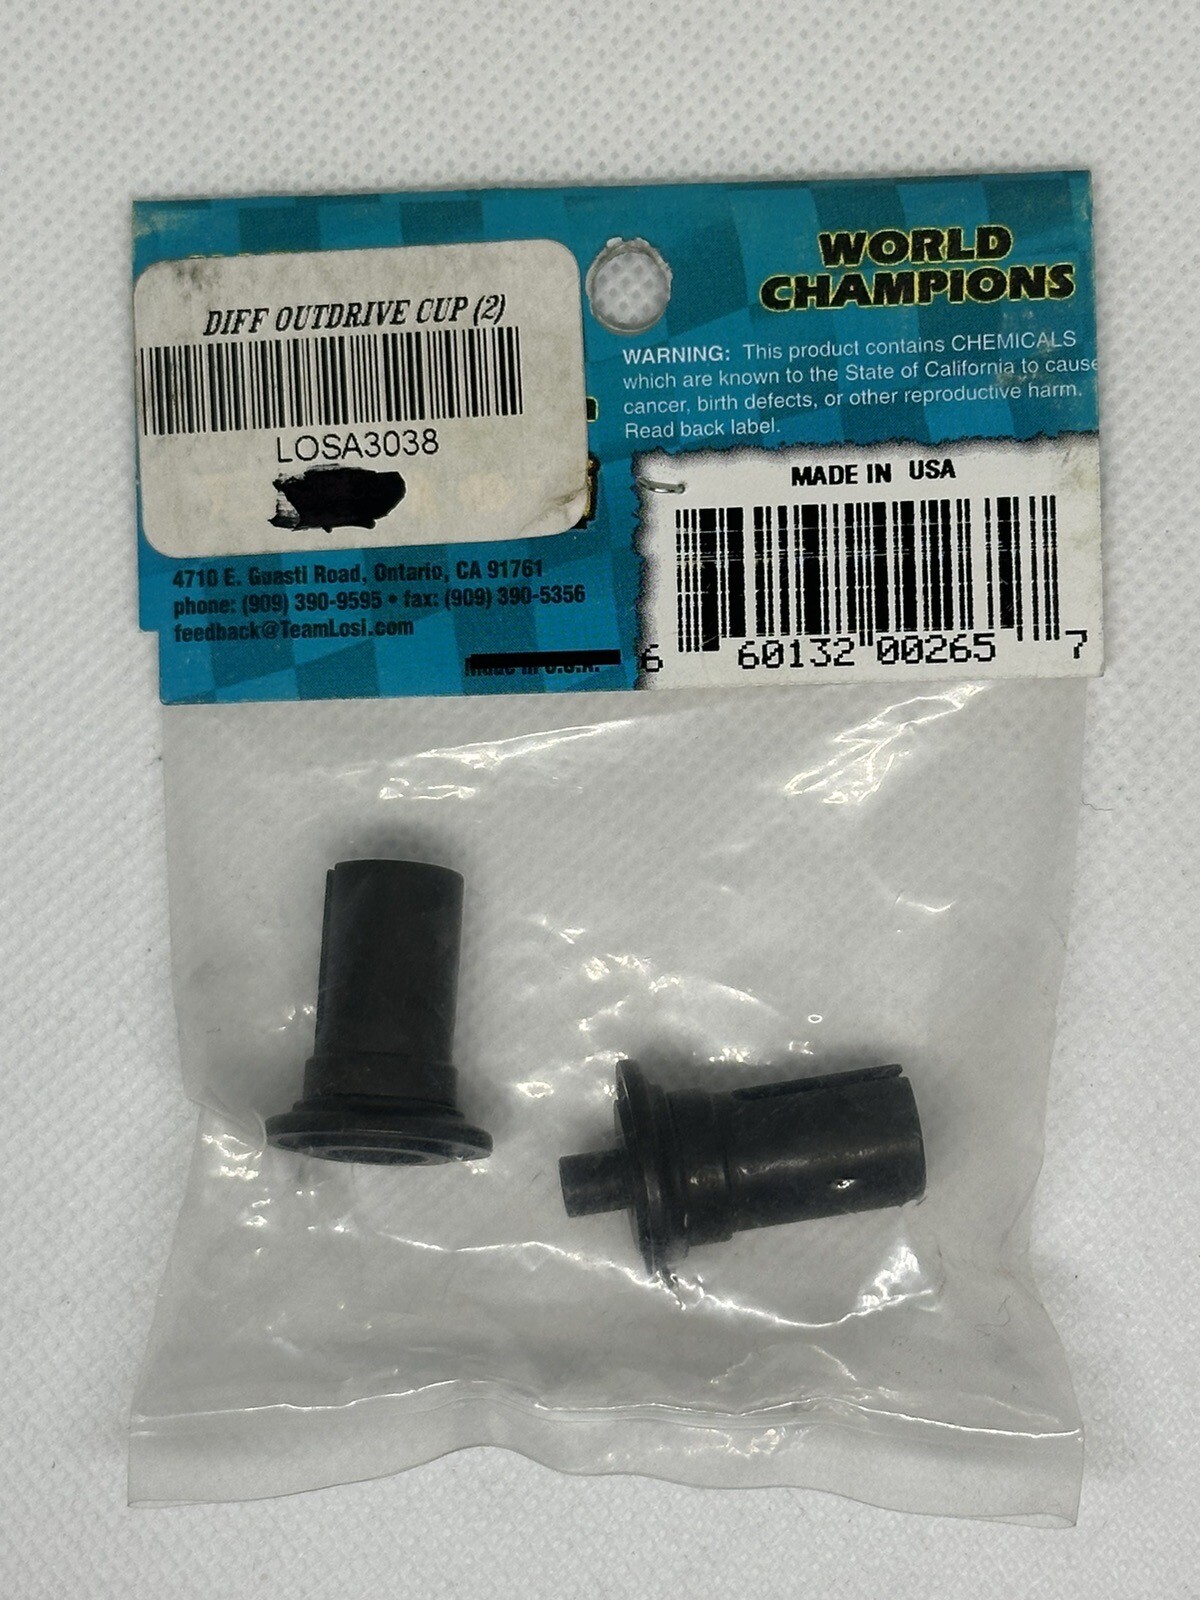 DIFF OUTDRIVE CUP (2)
LOSA3038
4710 E. Guasti Road, Ontario, CA 91761
phone: (909) 390-9595 • fax: (909) 390-5356
feedback@TeamLosi.com
Made in U.S.A.
WORLD
CHAMPIONS
WARNING: This product contains CHEMICALS
which are known to the State of California to cause
cancer, birth defects, or other reproductive harm.
Read back label.
MADE IN USA
6 60132 00265 7